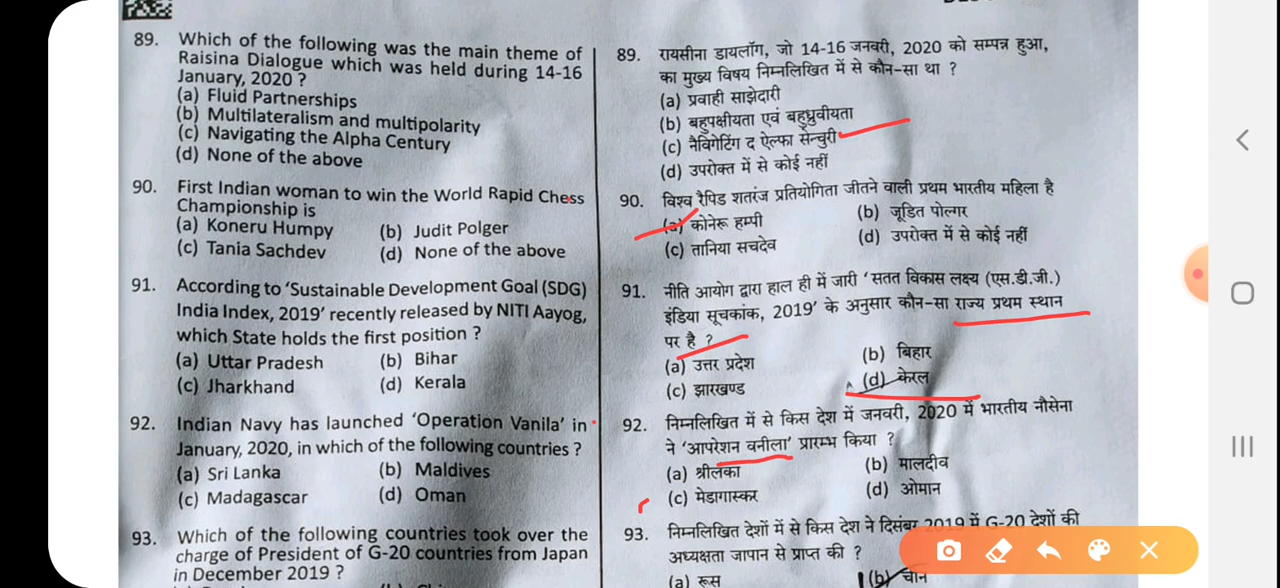 89. Which of the following was the main theme of
Raisina Dialogue which was held during 14-16
January, 2020 ?
(a) Fluid Partnerships
(b) Multilateralism and multipolarity
(c) Navigating the Alpha Century
(d) None of the above
90. First Indian woman to win the World Rapid Chess
Championship is
(a) Koneru Humpy (b) Judit Polger
(c) Tania Sachdev (d) None of the above
91. According to ‘Sustainable Development Goal (SDG)
India Index, 2019’ recently released by NITI Aayog,
which State holds the first position ?
(a) Uttar Pradesh (b) Bihar
(c) Jharkhand (d) Kerala
92. Indian Navy has launched ‘Operation Vanila’ in
January, 2020, in which of the following countries ?
(a) Sri Lanka (b) Maldives
(c) Madagascar (d) Oman
93. Which of the following countries took over the
charge of President of G-20 countries from Japan
in December 2019 ?
89. रायसीना डायलॉग, जो 14-16 जनवरी, 2020 को सम्पन्न हुआ,
का मुख्य विषय निम्नलिखित में से कौन-सा था ?
(a) प्रवाही साझेदारी
(b) बहुपक्षीयता एवं बहुध्रुवीयता
(c) नैविगेटिंग द ऐल्फा सेन्चुरी
(d) उपरोक्त में से कोई नहीं
90. विश्व रैपिड शतरंज प्रतियोगिता जीतने वाली प्रथम भारतीय महिला है
(a) कोनेरू हम्पी (b) जूडित पोल्गर
(c) तानिया सचदेव (d) उपरोक्त में से कोई नहीं
91. नीति आयोग द्वारा हाल ही में जारी ‘सतत विकास लक्ष्य (एस.डी.जी.)
इंडिया सूचकांक, 2019’ के अनुसार कौन-सा राज्य प्रथम स्थान
पर है ?
(a) उत्तर प्रदेश (b) बिहार
(c) झारखण्ड (d) केरल
92. निम्नलिखित में से किस देश में जनवरी, 2020 में भारतीय नौसेना
ने ‘आपरेशन वनीला’ प्रारम्भ किया ?
(a) श्रीलंका (b) मालदीव
(c) मेडागास्कर (d) ओमान
93. निम्नलिखित देशों में से किस देश ने दिसंबर 2019 में G-20 देशों की
अध्यक्षता जापान से प्राप्त की ?
(a) रूस (b) चीन